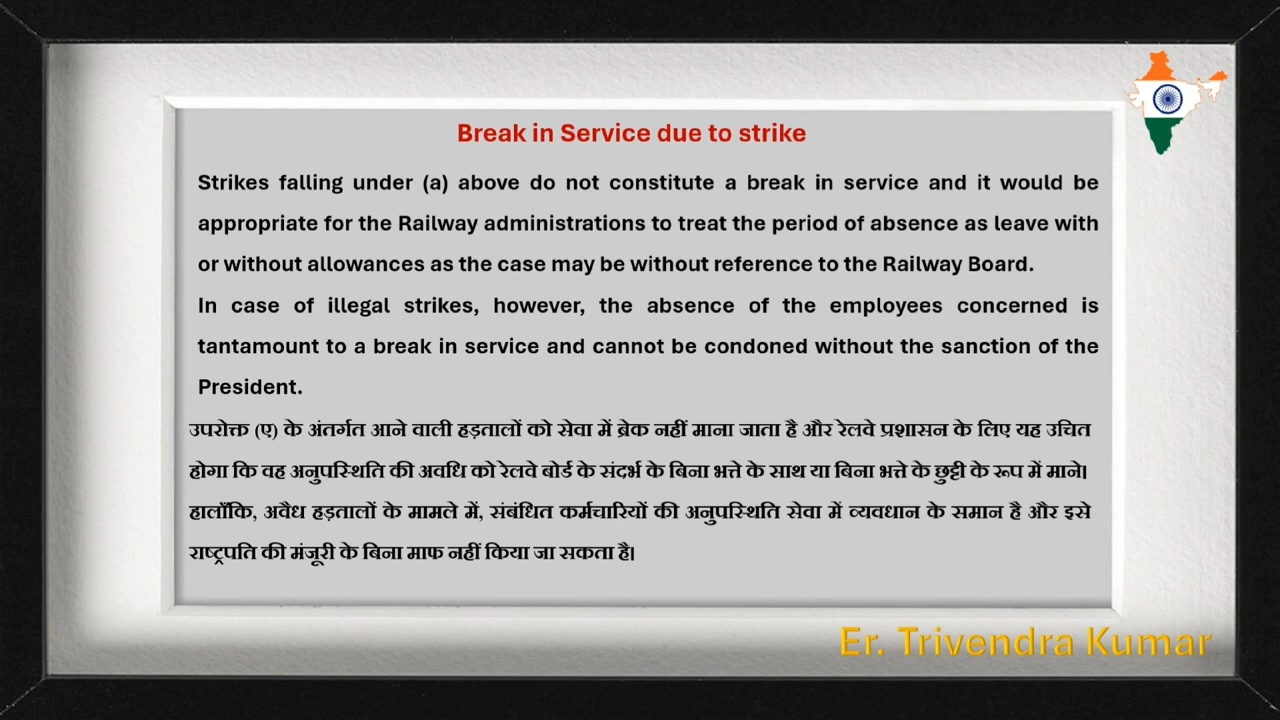 Break in Service due to strike
Strikes falling under (a) above do not constitute a break in service and it would be
appropriate for the Railway administrations to treat the period of absence as leave with
or without allowances as the case may be without reference to the Railway Board.
In case of illegal strikes, however, the absence of the employees concerned is
tantamount to a break in service and cannot be condoned without the sanction of the
President.
उपरोक्त (ए) के अंतर्गत आने वाली हड़तालों को सेवा में ब्रेक नहीं माना जाता है और रेलवे प्रशासन के लिए यह उचित
होगा कि वह अनुपस्थिति की अवधि को रेलवे बोर्ड के संदर्भ के बिना भत्ते के साथ या बिना भत्ते के छुट्टी के रूप में माने।
हालाँकि, अवैध हड़तालों के मामले में, संबंधित कर्मचारियों की अनुपस्थिति सेवा में व्यवधान के समान है और इसे
राष्ट्रपति की मंजूरी के बिना माफ नहीं किया जा सकता है।
Er. Trivendra Kumar